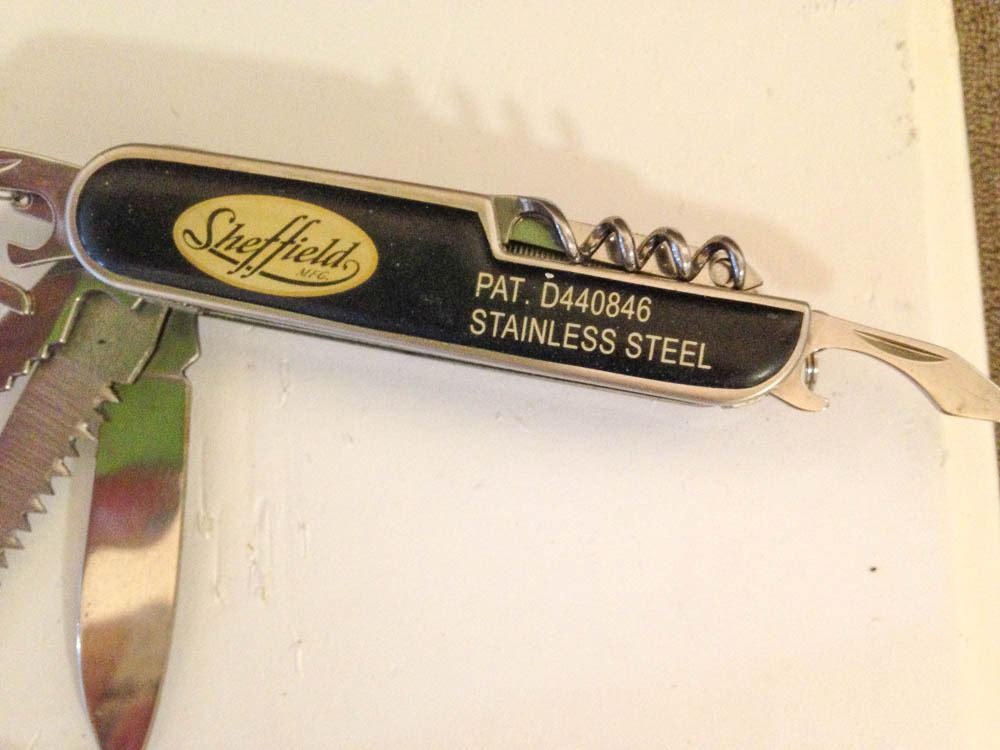 Sheffield
MFG.
PAT. D440846
STAINLESS STEEL